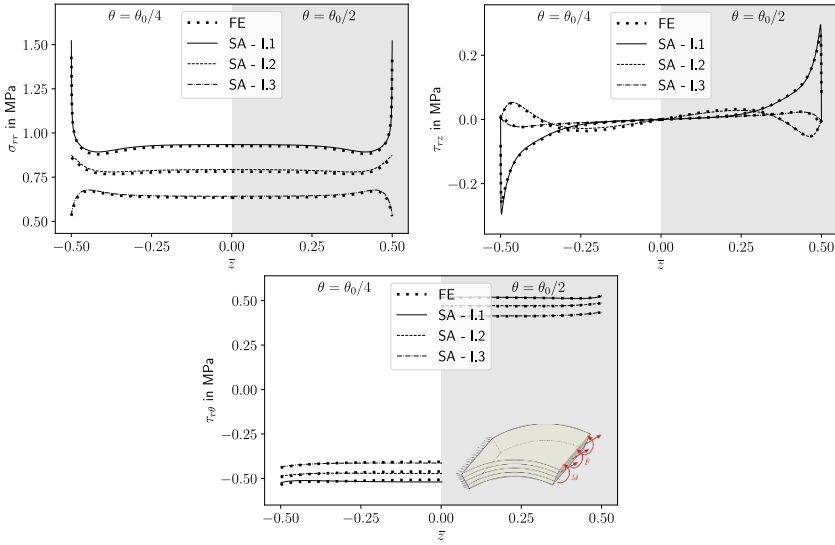 θ = θ₀/4
θ = θ₀/2
FE
SA - I.1
SA - I.2
SA - I.3
σrr in MPa
1.50
1.25
1.00
0.75
0.50
−0.50
−0.25
0.00
0.25
0.50
z̄
θ = θ₀/4
θ = θ₀/2
FE
SA - I.1
SA - I.2
SA - I.3
τrz in MPa
0.2
0.0
−0.2
−0.50
−0.25
0.00
0.25
0.50
z̄
θ = θ₀/4
θ = θ₀/2
FE
SA - I.1
SA - I.2
SA - I.3
τrθ in MPa
0.50
0.25
0.00
−0.25
−0.50
−0.50
−0.25
0.00
0.25
0.50
z̄